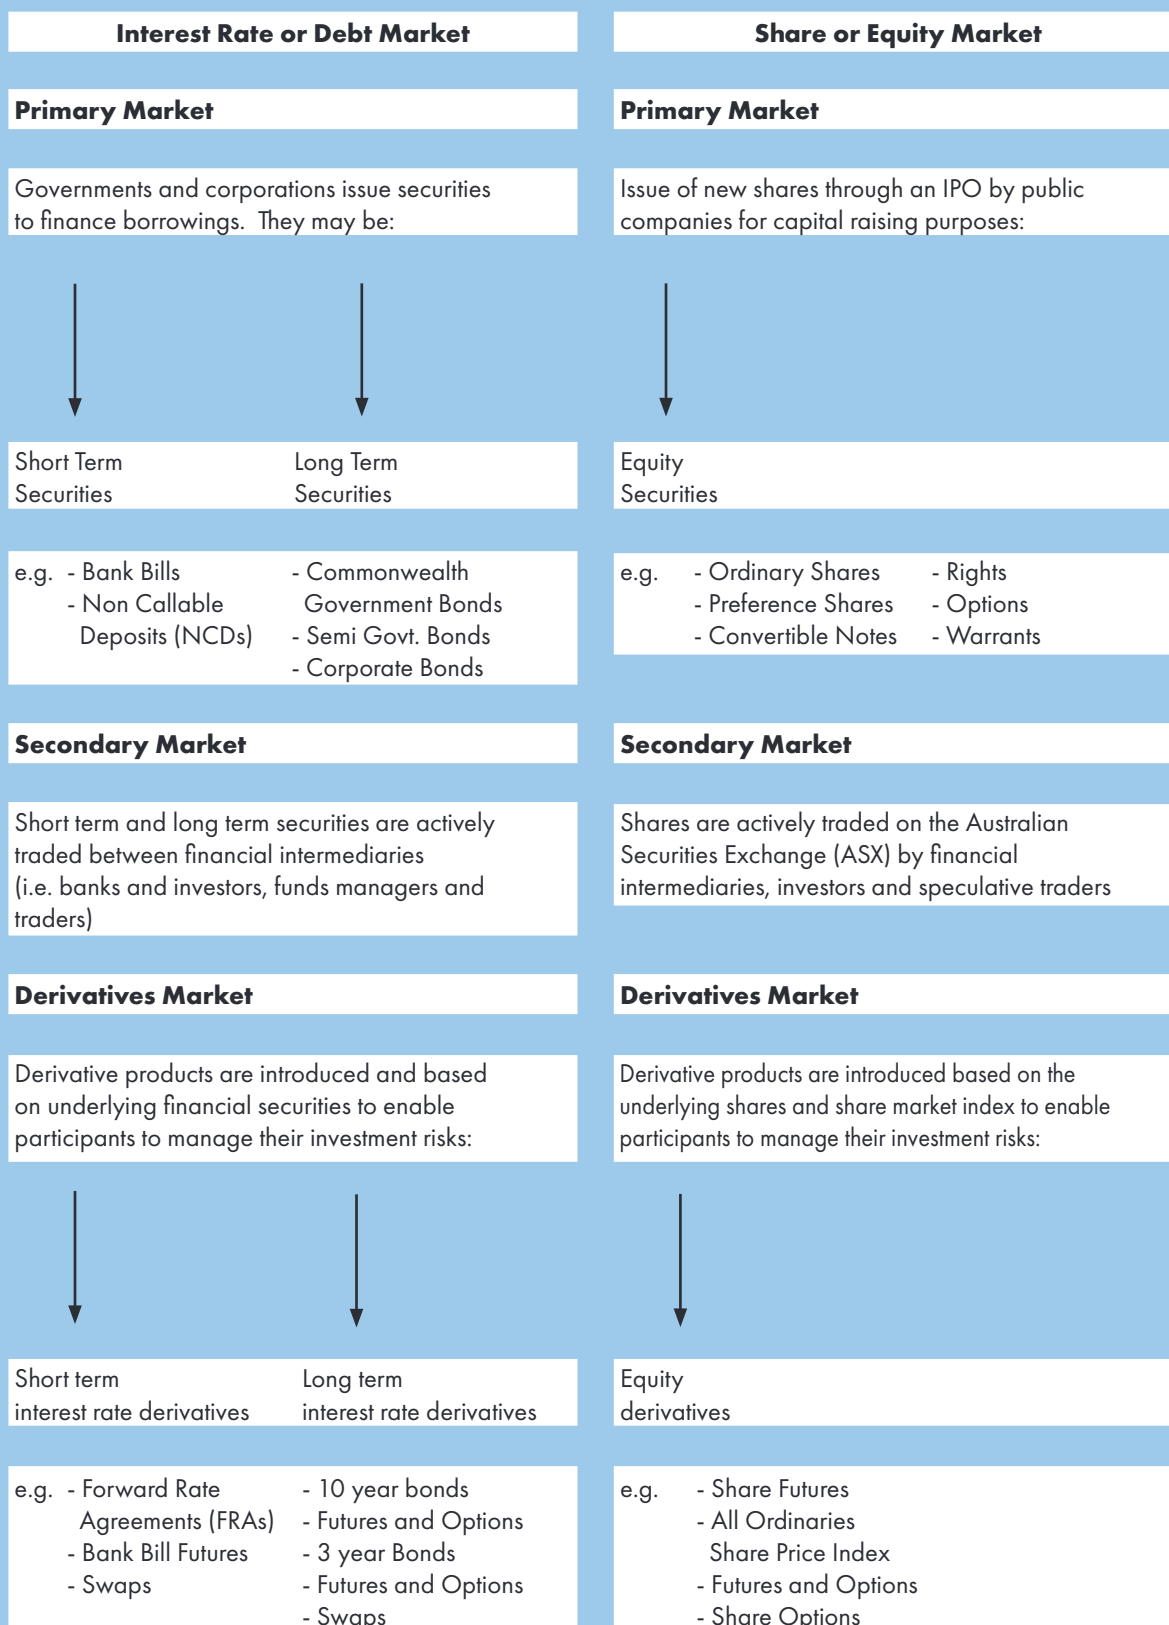 Interest Rate or Debt Market
Primary Market
Governments and corporations issue securities
to finance borrowings.  They may be:
Short Term
Securities
Long Term
Securities
e.g. - Bank Bills
- Non Callable
Deposits (NCDs)
- Commonwealth
Government Bonds
- Semi Govt. Bonds
- Corporate Bonds
Secondary Market
Short term and long term securities are actively
traded between financial intermediaries
(i.e. banks and investors, funds managers and
traders)
Derivatives Market
Derivative products are introduced and based
on underlying financial securities to enable
participants to manage their investment risks:
Short term
interest rate derivatives
Long term
interest rate derivatives
e.g. - Forward Rate
Agreements (FRAs)
- Bank Bill Futures
- Swaps
- 10 year bonds
- Futures and Options
- 3 year Bonds
- Futures and Options
- Swaps
Share or Equity Market
Primary Market
Issue of new shares through an IPO by public
companies for capital raising purposes:
Equity
Securities
e.g. - Ordinary Shares
- Preference Shares
- Convertible Notes
- Rights
- Options
- Warrants
Secondary Market
Shares are actively traded on the Australian
Securities Exchange (ASX) by financial
intermediaries, investors and speculative traders
Derivatives Market
Derivative products are introduced based on the
underlying shares and share market index to enable
participants to manage their investment risks:
Equity
derivatives
e.g. - Share Futures
- All Ordinaries
Share Price Index
- Futures and Options
- Share Options